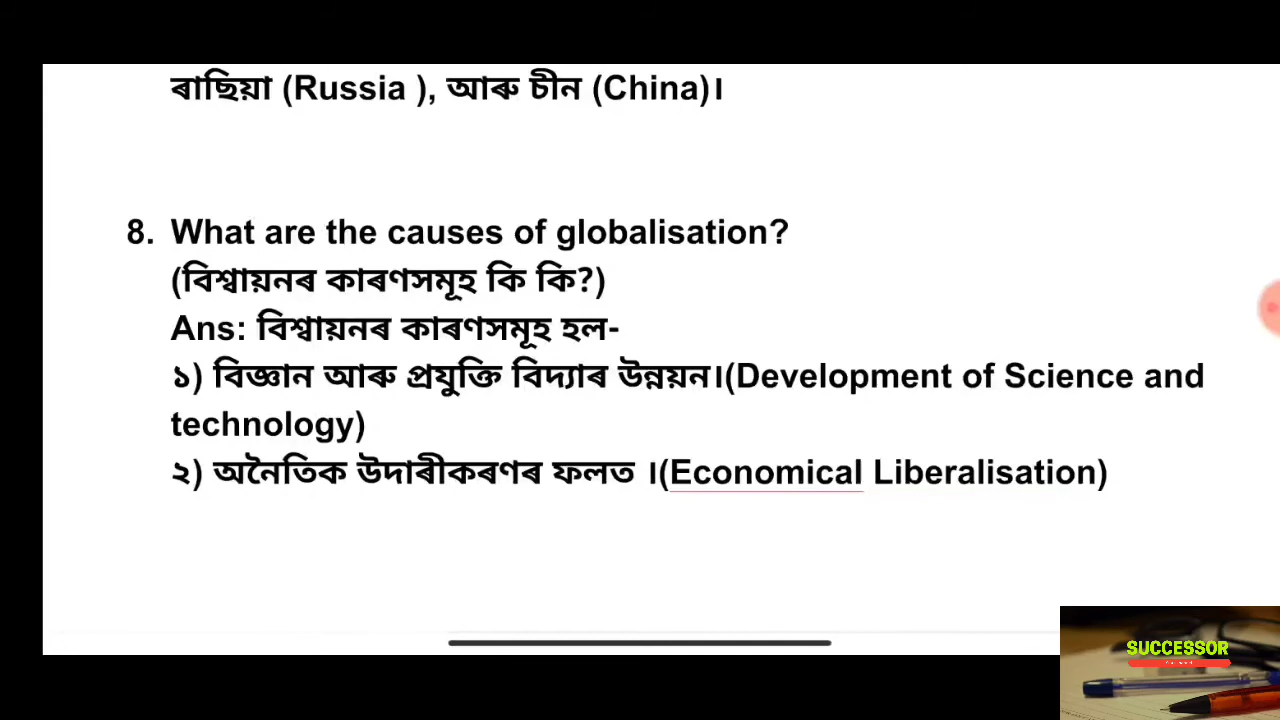 ৰাছিয়া (Russia ), আৰু চীন (China)।
8. What are the causes of globalisation?
(বিশ্বায়নৰ কাৰণসমূহ কি কি?)
Ans: বিশ্বায়নৰ কাৰণসমূহ হল-
১) বিজ্ঞান আৰু প্ৰযুক্তি বিদ্যাৰ উন্নয়ন।(Development of Science and
technology)
২) অনৈতিক উদাৰীকৰণৰ ফলত ।(Economical Liberalisation)
SUCCESSOR